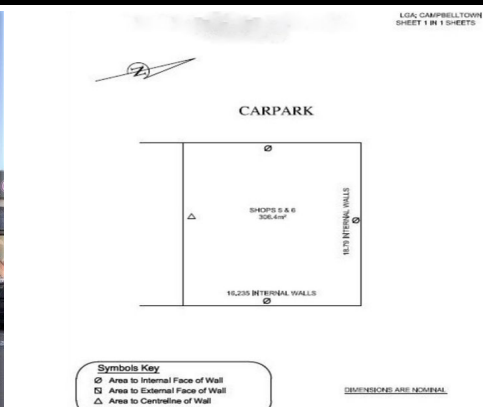 LGA; CAMPBELLTOWN
SHEET 1 IN 1 SHEETS
CARPARK
SHOPS 5 & 6
306.4m²
18.79 INTERNAL WALLS
16.235 INTERNAL WALLS
Symbols Key
Area to Internal Face of Wall
Area to External Face of Wall
Area to Centreline of Wall
DIMENSIONS ARE NOMINAL